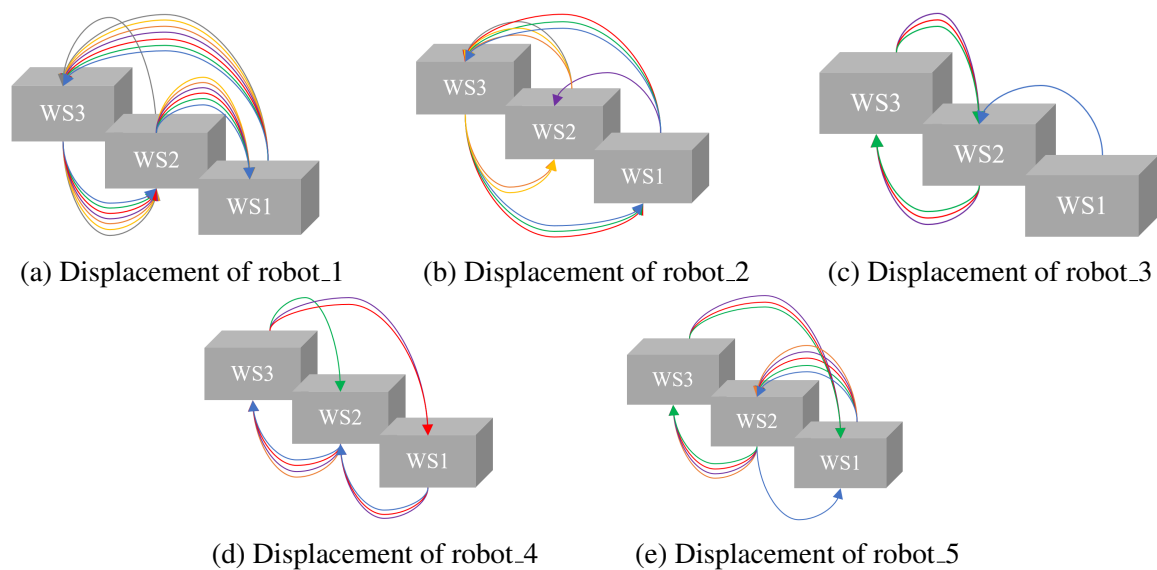 WS3
WS2
WS1
(a) Displacement of robot_1
WS3
WS2
WS1
(b) Displacement of robot_2
WS3
WS2
WS1
(c) Displacement of robot_3
WS3
WS2
WS1
(d) Displacement of robot_4
WS3
WS2
WS1
(e) Displacement of robot_5